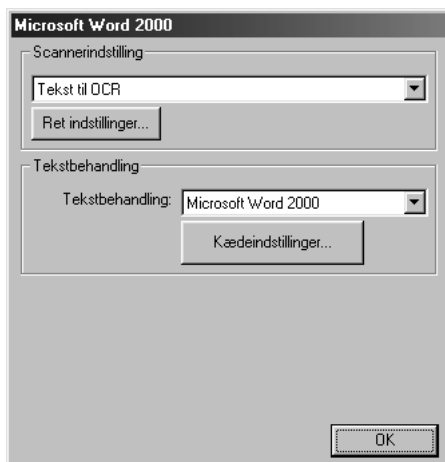 Microsoft Word 2000
Scannerindstilling
Tekst til OCR
Ret indstillinger...
Tekstbehandling
Tekstbehandling: Microsoft Word 2000
Kædeindstillinger...
OK